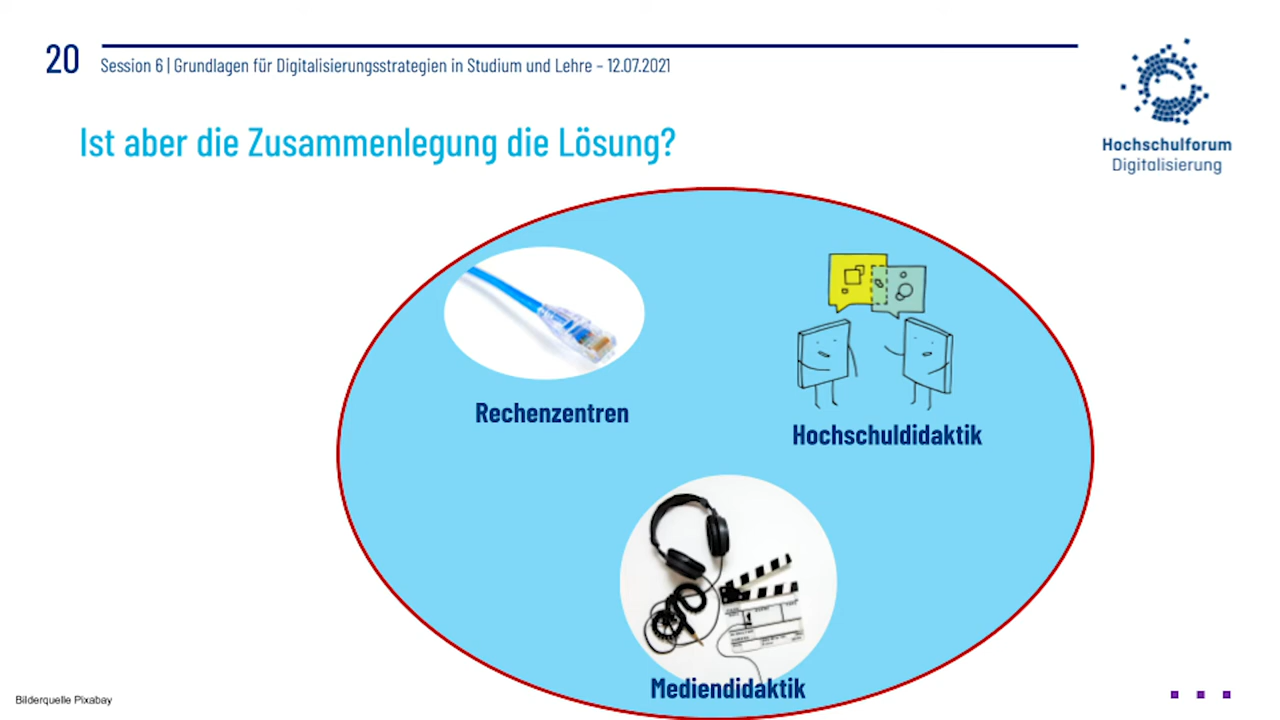 20
Session 6 | Grundlagen für Digitalisierungsstrategien in Studium und Lehre – 12.07.2021
Hochschulforum
Digitalisierung
Ist aber die Zusammenlegung die Lösung?
Rechenzentren
Hochschuldidaktik
Mediendidaktik
Bilderquelle Pixabay